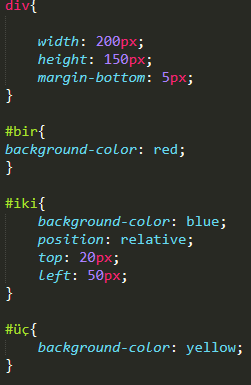 div{
width: 200px;
height: 150px;
margin-bottom: 5px;
}
#bir{
background-color: red;
}
#iki{
background-color: blue;
position: relative;
top: 20px;
left: 50px;
}
#üç{
background-color: yellow;
}